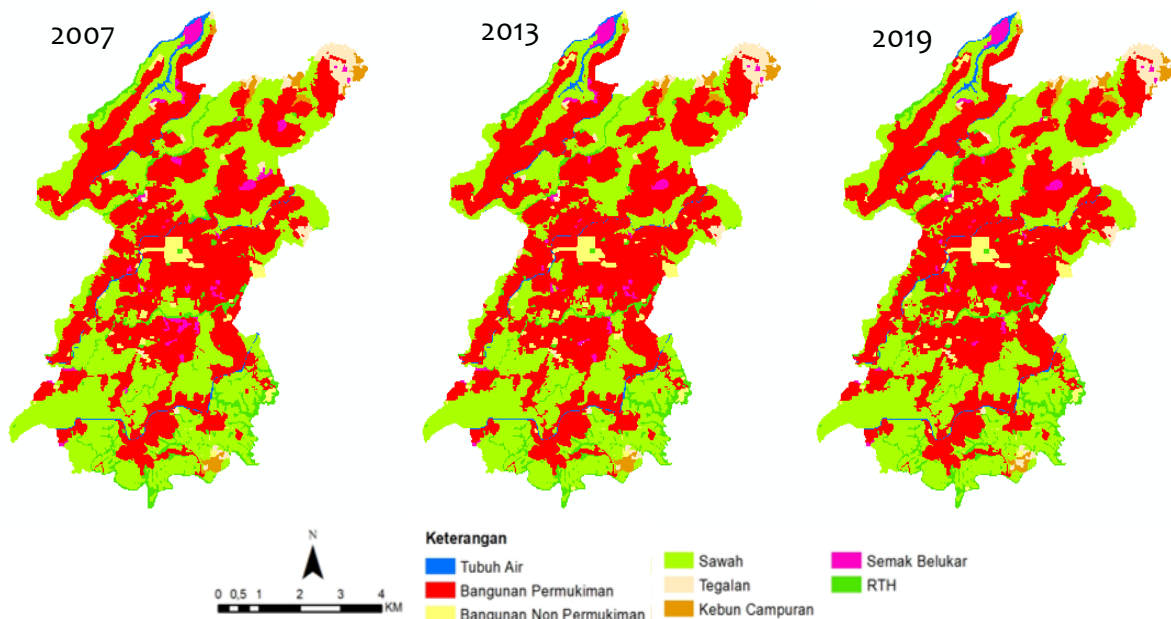 2007
2013
2019
Keterangan
Tubuh Air
Bangunan Permukiman
Bangunan Non Permukiman
Sawah
Tegalan
Kebun Campuran
Semak Belukar
RTH
N
0 0,5 1 2 3 4
KM